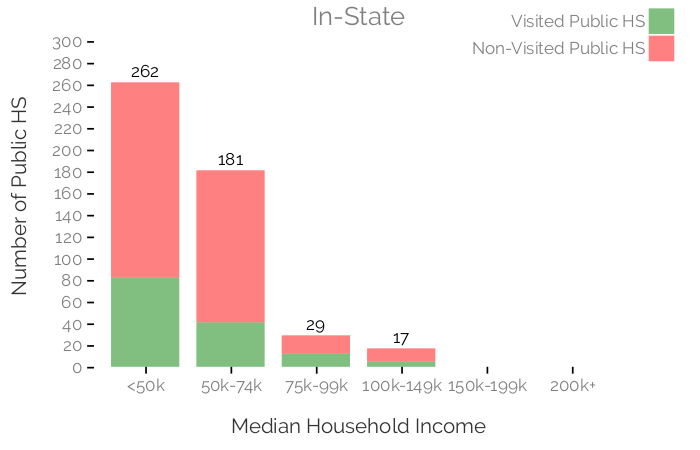 In-State
Visited Public HS
Non-Visited Public HS
Number of Public HS
300
280
260
240
220
200
180
160
140
120
100
80
60
40
20
0
262
181
29
17
<50k
50k-74k
75k-99k
100k-149k
150k-199k
200k+
Median Household Income